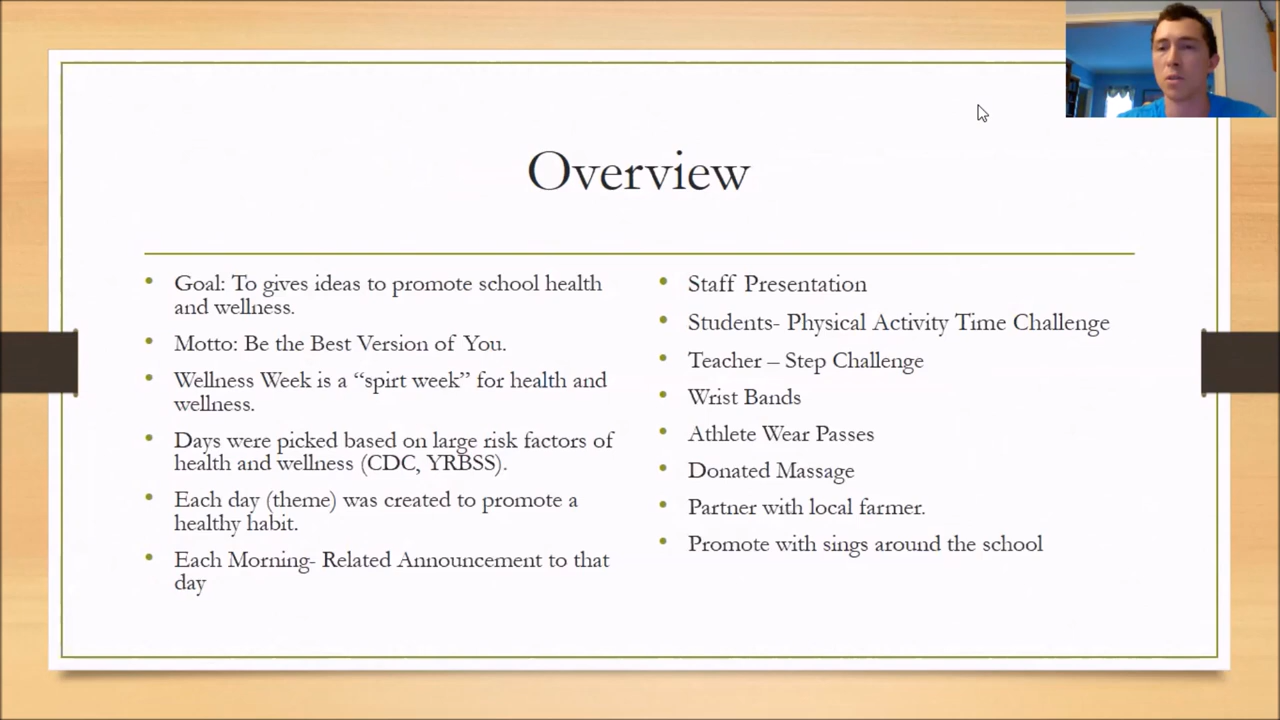 Overview
Goal: To gives ideas to promote school health
and wellness.
Motto: Be the Best Version of You.
Wellness Week is a “spirt week” for health and
wellness.
Days were picked based on large risk factors of
health and wellness (CDC, YRBSS).
Each day (theme) was created to promote a
healthy habit.
Each Morning- Related Announcement to that
day
Staff Presentation
Students- Physical Activity Time Challenge
Teacher – Step Challenge
Wrist Bands
Athlete Wear Passes
Donated Massage
Partner with local farmer.
Promote with sings around the school